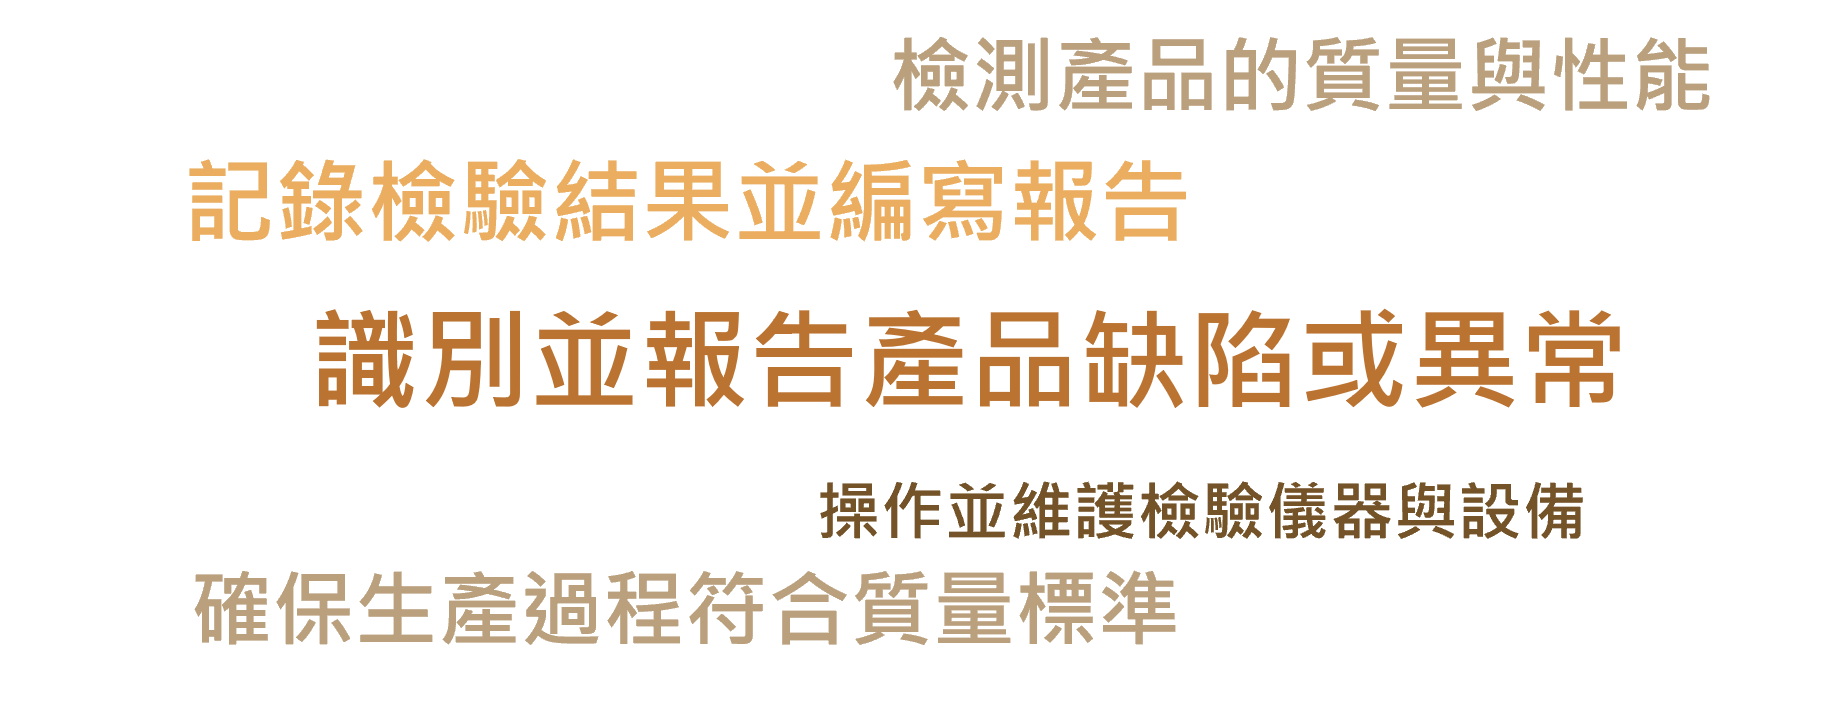 檢測產品的質量與性能
記錄檢驗結果並編寫報告
識別並報告產品缺陷或異常
操作並維護檢驗儀器與設備
確保生產過程符合質量標準